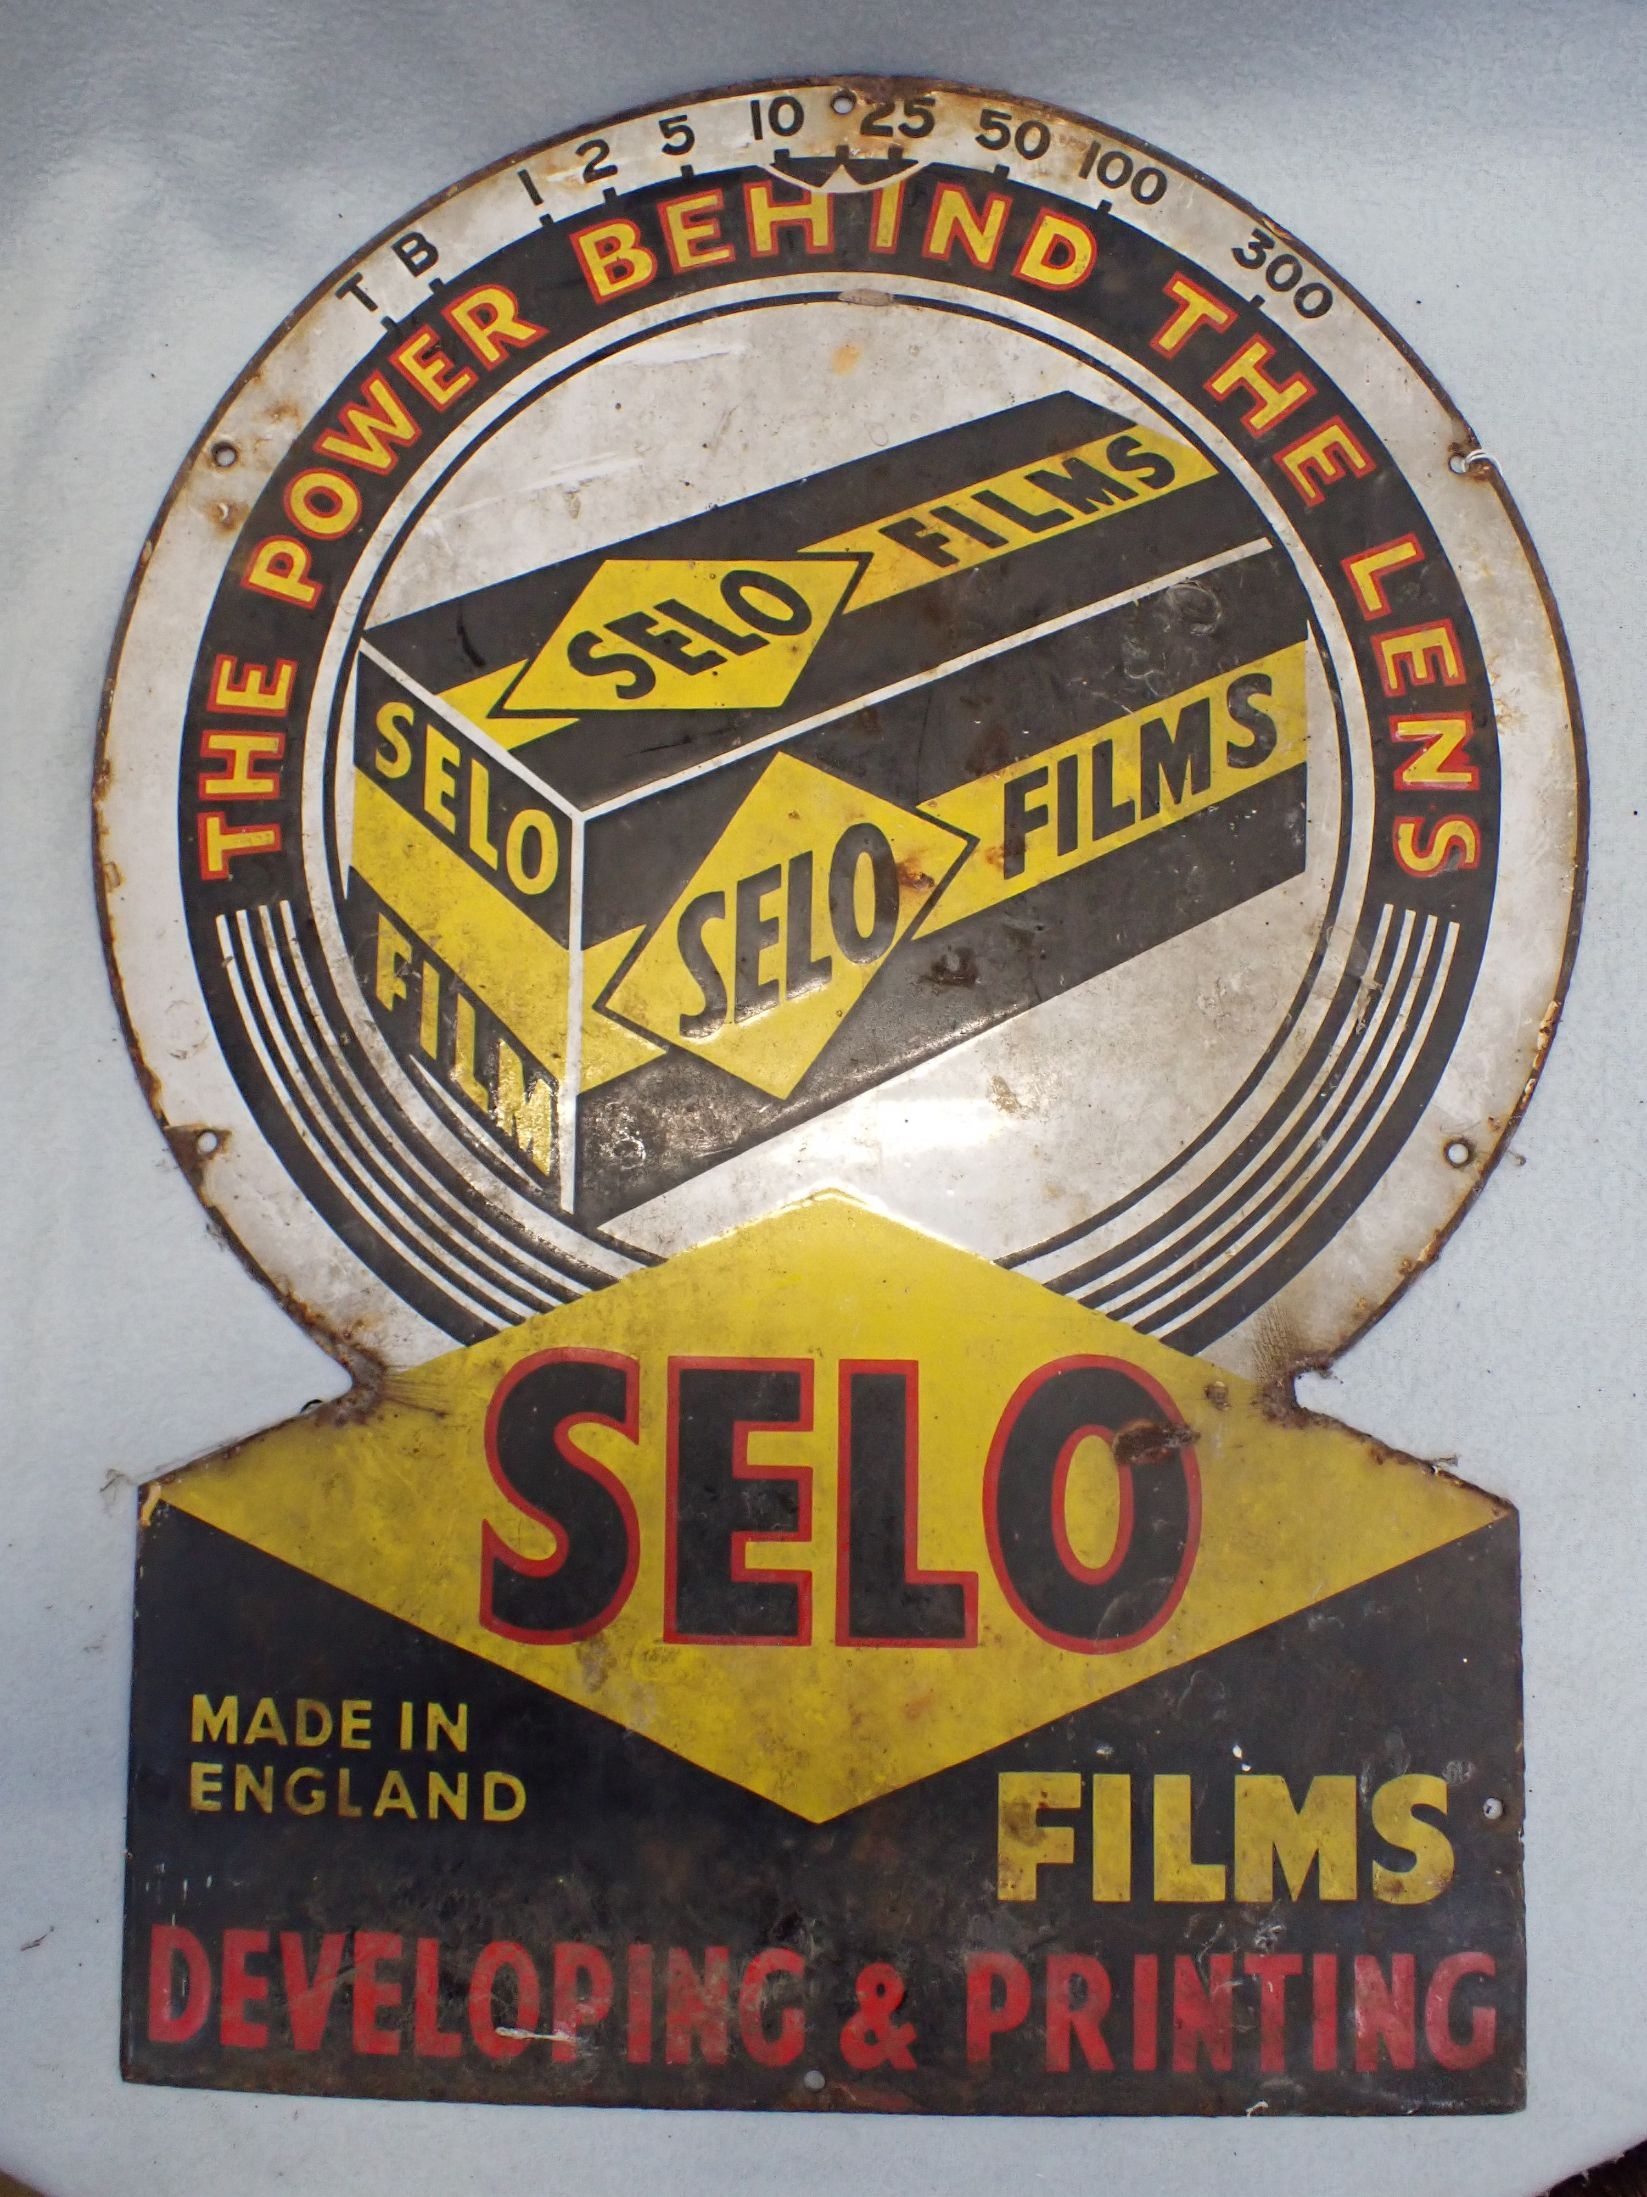 T B 1 2 5 10 25 50 100 300
THE POWER BEHIND THE LENS
SELO FILMS
SELO
FILM
SELO FILMS
SELO
MADE IN
ENGLAND
FILMS
DEVELOPING & PRINTING